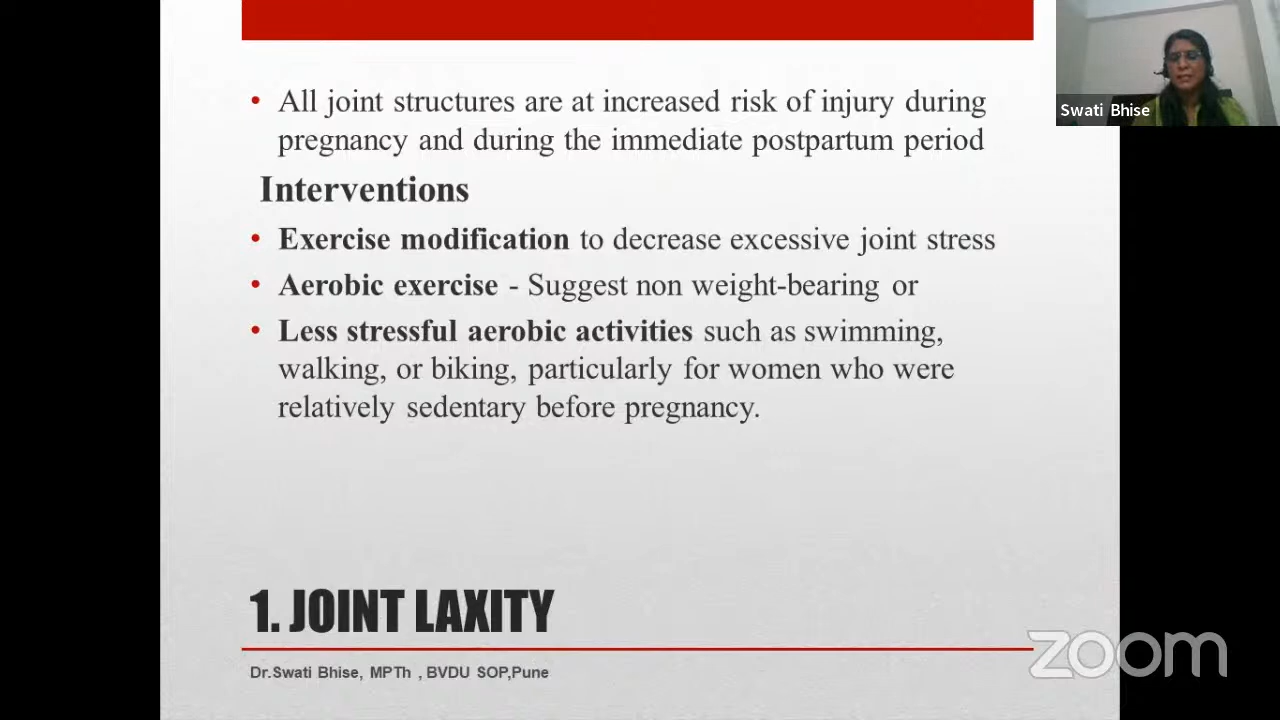 • All joint structures are at increased risk of injury during
pregnancy and during the immediate postpartum period
Interventions
• Exercise modification to decrease excessive joint stress
• Aerobic exercise - Suggest non weight-bearing or
• Less stressful aerobic activities such as swimming,
walking, or biking, particularly for women who were
relatively sedentary before pregnancy.
1. JOINT LAXITY
Dr.Swati Bhise, MPTh , BVDU SOP,Pune
Swati Bhise
zoom